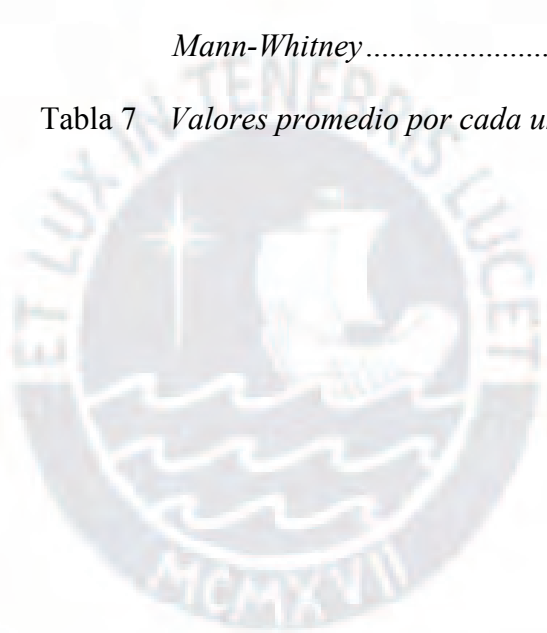 Mann-Whitney......................
Tabla 7 Valores promedio por cada u
ET LUX IN TENEBRIS LUCET
MCMXVII